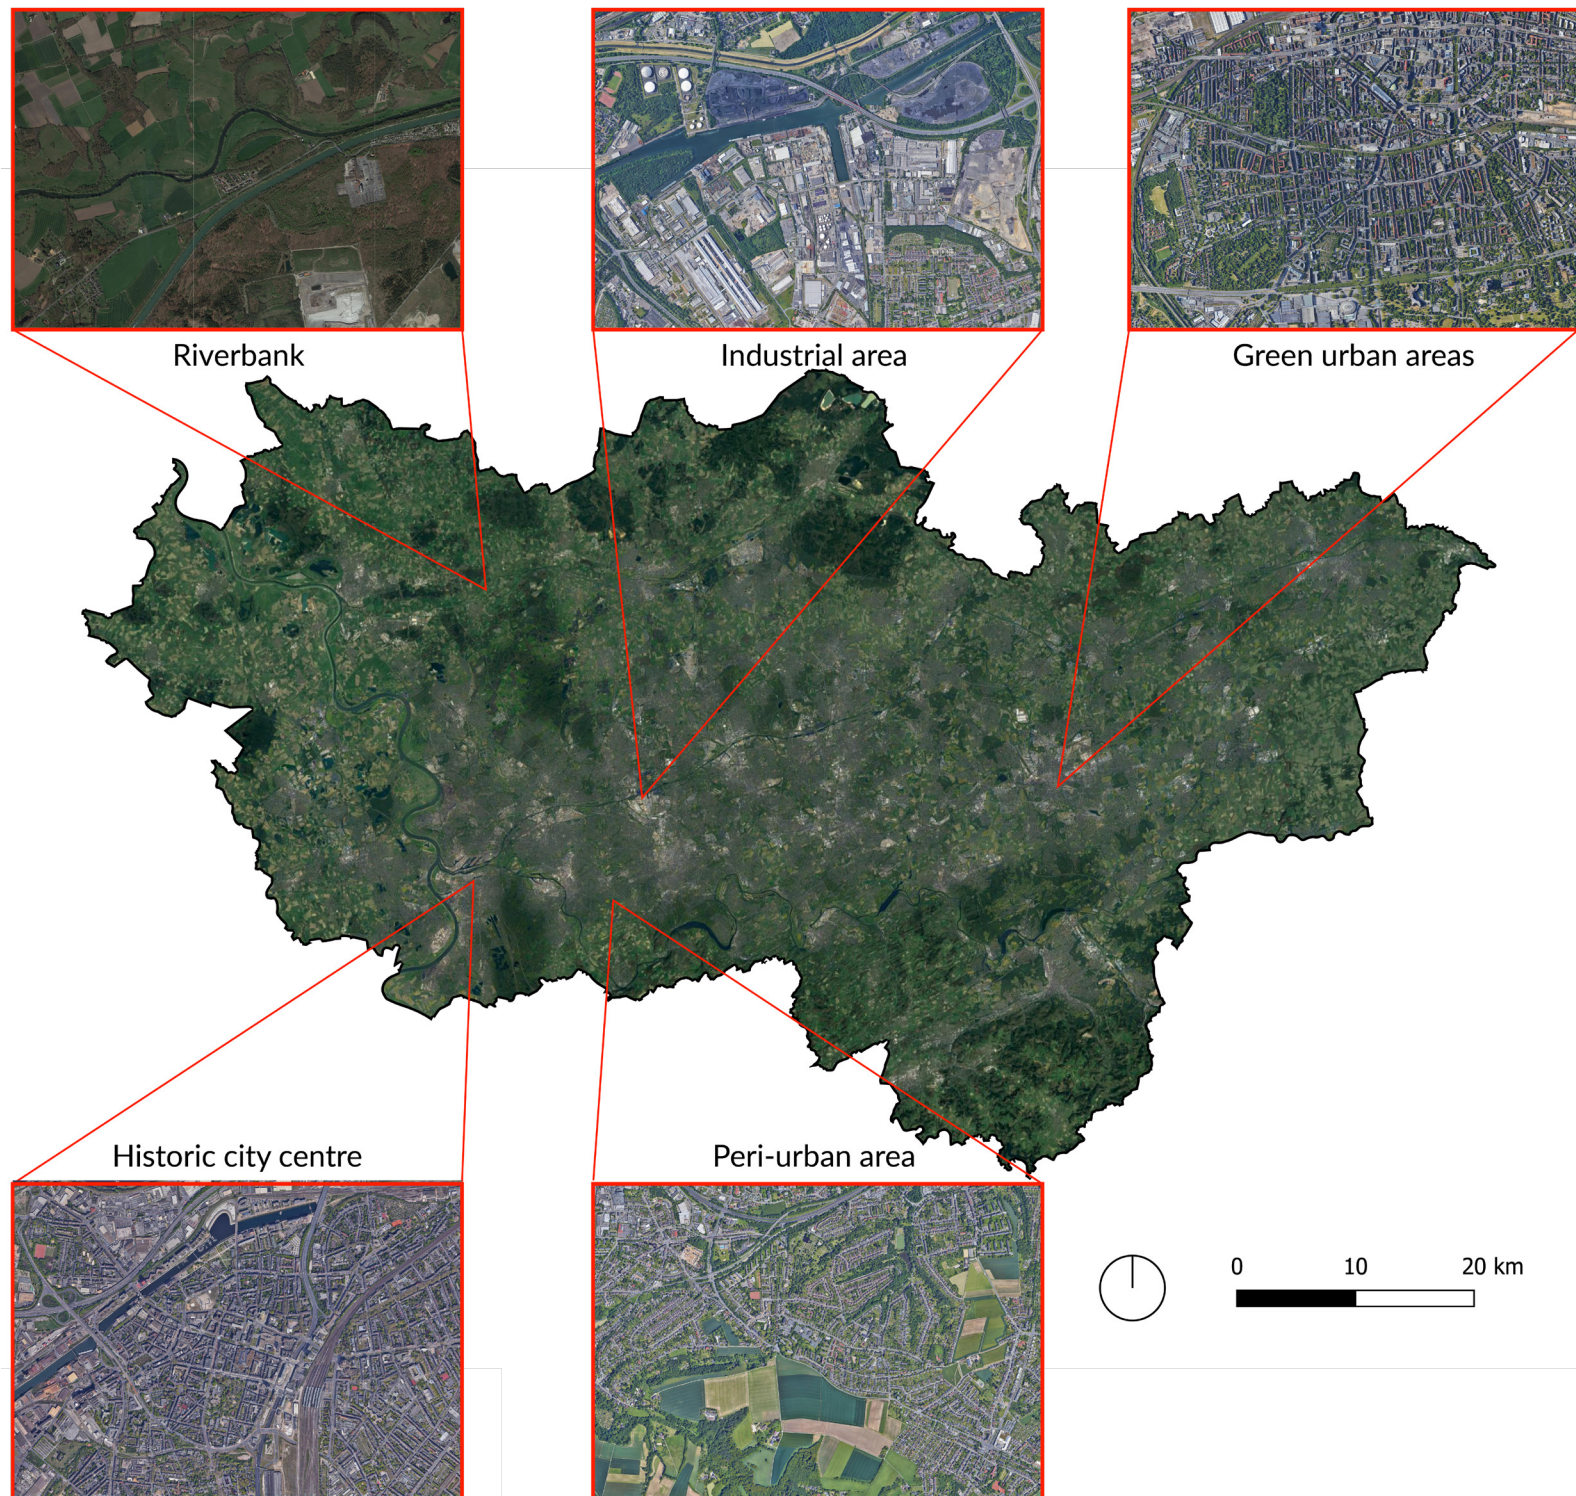 Riverbank
Industrial area
Green urban areas
Historic city centre
Peri-urban area
0 10 20 km